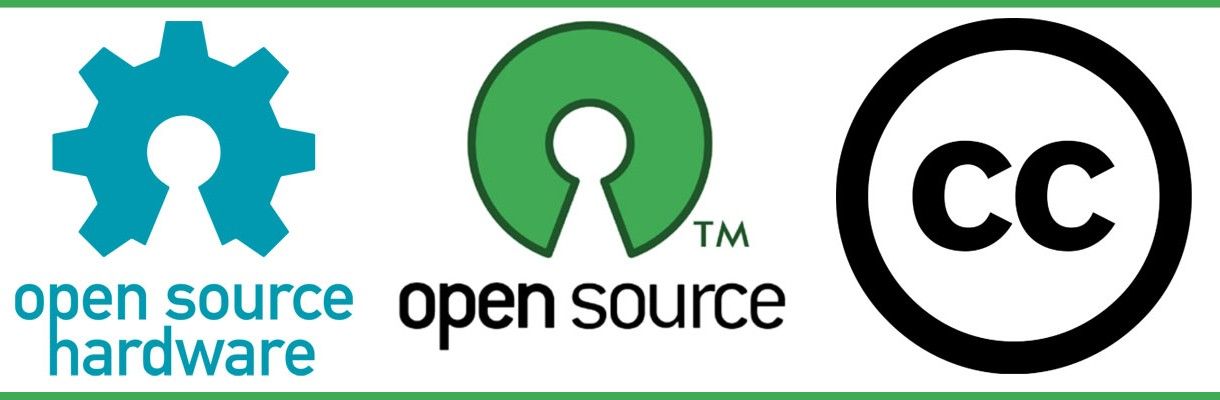 open source
hardware
TM
open source
cc